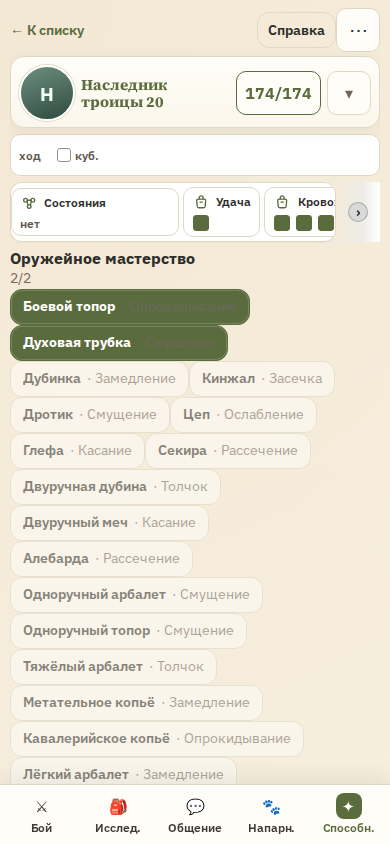 ← К списку
Справка
...
Н
Наследник троицы 20
174/174
▼
ход
куб.
Состояния
нет
Удача
Крово
›
Оружейное мастерство
2/2
Боевой топор · Опрокидывание
Духовая трубка · Смущение
Дубинка · Замедление
Кинжал · Засечка
Дротик · Смущение
Цеп · Ослабление
Глефа · Касание
Секира · Рассечение
Двуручная дубина · Толчок
Двуручный меч · Касание
Алебарда · Рассечение
Одноручный арбалет · Смущение
Одноручный топор · Смущение
Тяжёлый арбалет · Толчок
Метательное копьё · Замедление
Кавалерийское копьё · Опрокидывание
Лёгкий арбалет · Замедление
Бой
Исслед.
Общение
Напарн.
Способн.